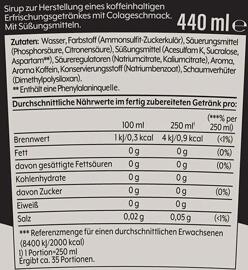 Sirup zur Herstellung eines koffeinhaltigen
Erfrischungsgetränkes mit Colageschmack.
Mit Süßungsmitteln.
440 ml e
Zutaten: Wasser, Farbstoff (Ammonsulfit-Zuckerkulör), Säuerungsmittel
(Phosphorsäure, Citronensäure), Süßungsmittel (Acesulfam K, Sucralose,
Aspartam**), Säureregulatoren (Natriumcitrate, Kaliumcitrate), Aroma,
Aroma Koffein, Konservierungsstoff (Natriumbenzoat), Schaumverhüter
(Dimethylpolysiloxan).
** Enthält eine Phenylalaninquelle.
Durchschnittliche Nährwerte im fertig zubereiteten Getränk pro:
100 ml 250 ml¹ (***% per 250 ml)
Brennwert 1 kJ/0,3 kcal 4 kJ/0,9 kcal (<1%)
Fett 0 g 0 g (0%)
davon gesättigte Fettsäuren 0 g 0 g (0%)
Kohlenhydrate 0 g 0 g (0%)
davon Zucker 0 g 0 g (0%)
Eiweiß 0 g 0 g (0%)
Salz 0,02 g 0,05 g (<1%)
*** Referenzmenge für einen durchschnittlichen Erwachsenen
(8400 kJ/2000 kcal)
1) 1 Portion=250 ml
Ergibt ca. 35 Portionen.